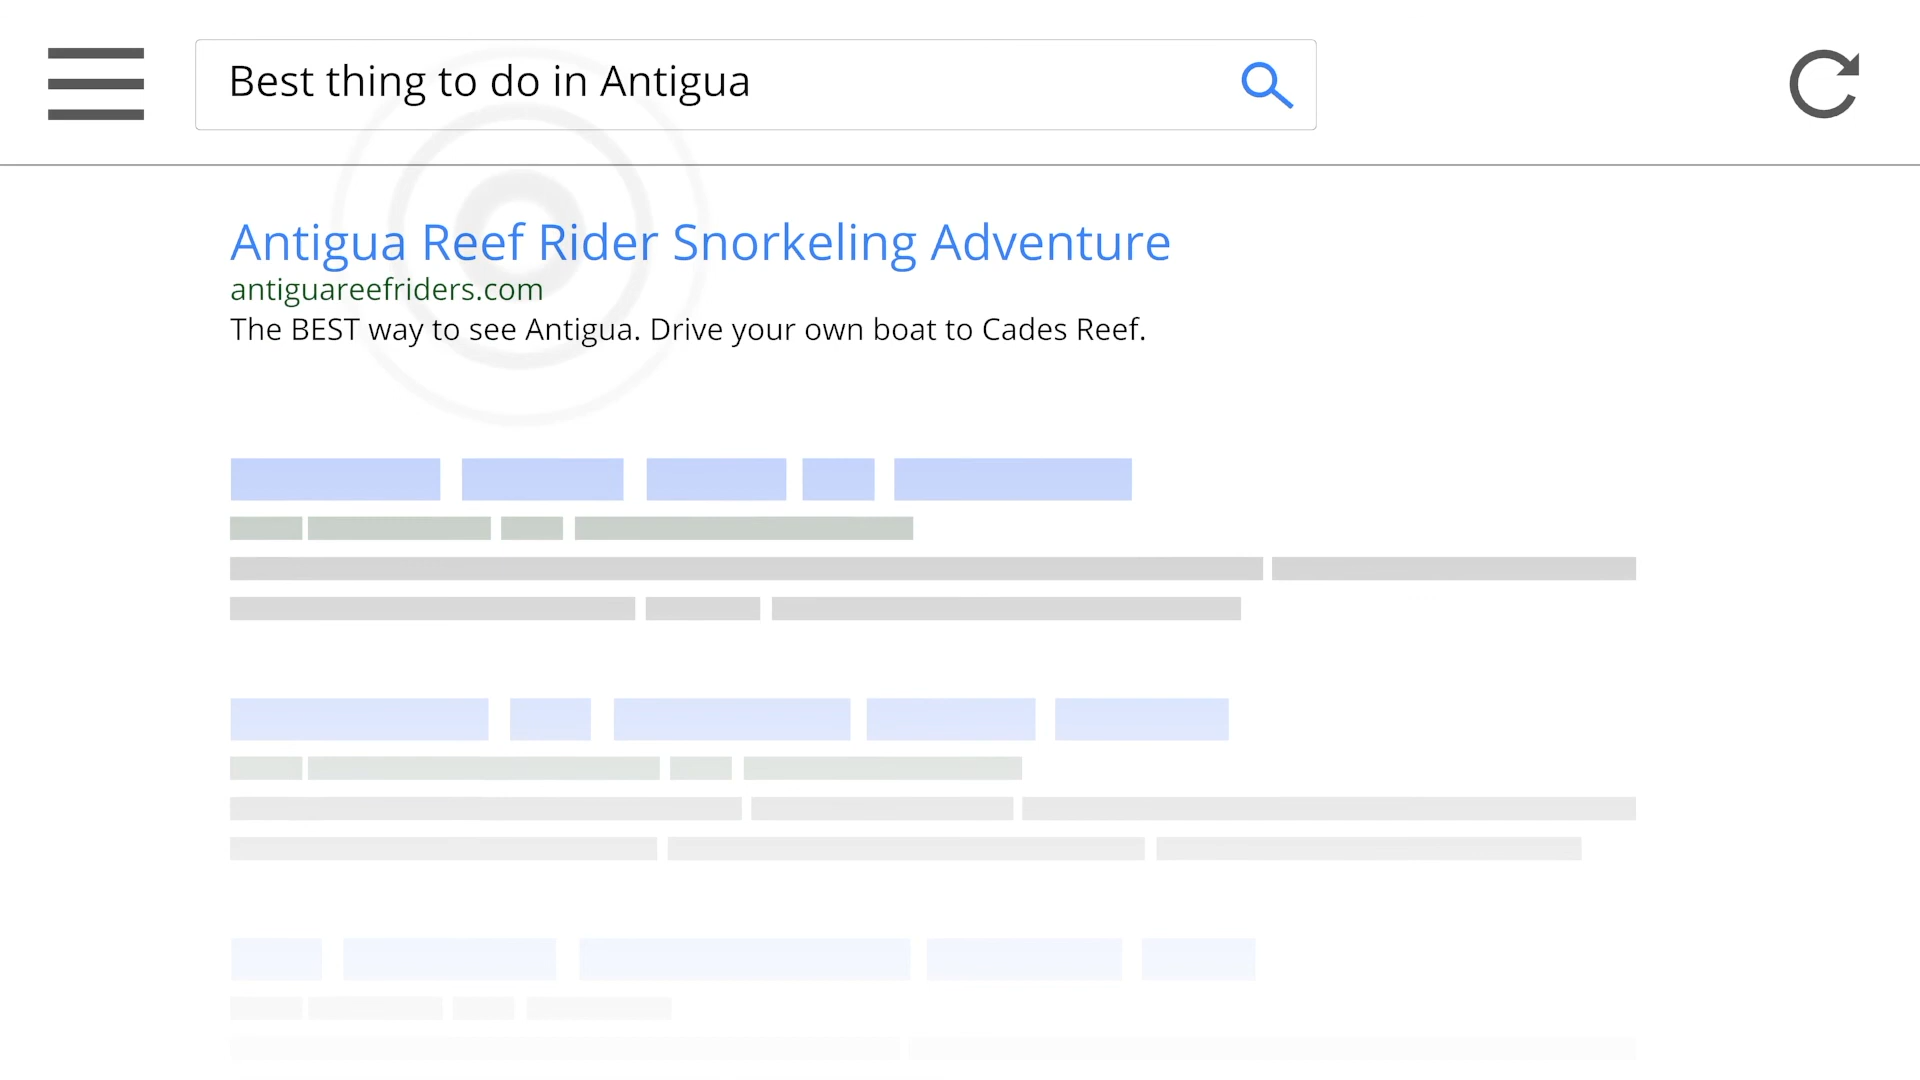 Best thing to do in Antigua
Antigua Reef Rider Snorkeling Adventure
antiguareefriders.com
The BEST way to see Antigua. Drive your own boat to Cades Reef.